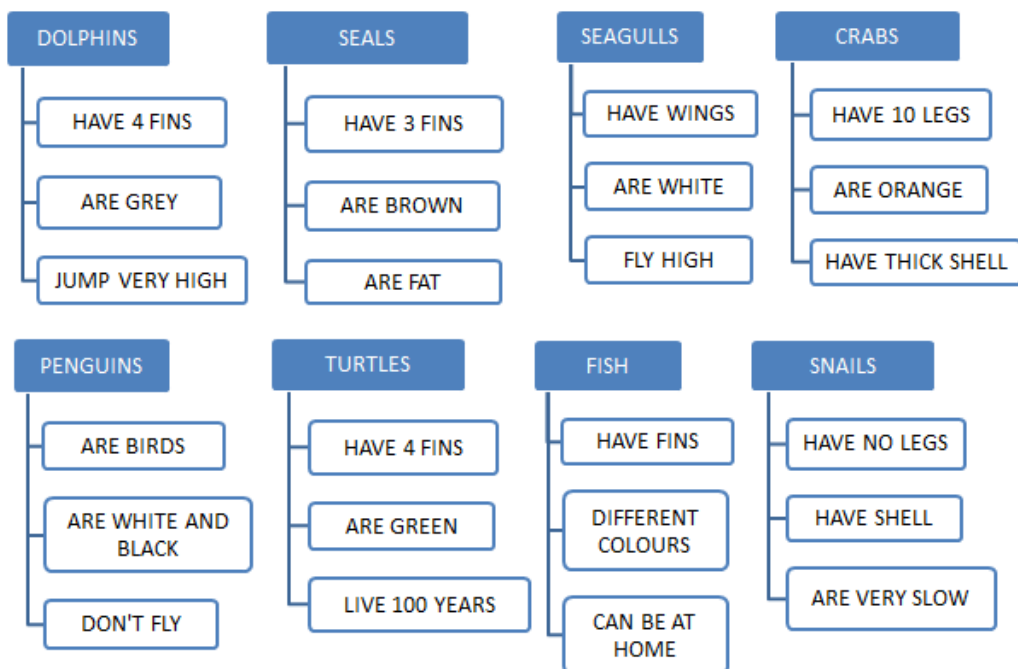 DOLPHINS
HAVE 4 FINS
ARE GREY
JUMP VERY HIGH
SEALS
HAVE 3 FINS
ARE BROWN
ARE FAT
SEAGULLS
HAVE WINGS
ARE WHITE
FLY HIGH
CRABS
HAVE 10 LEGS
ARE ORANGE
HAVE THICK SHELL
PENGUINS
ARE BIRDS
ARE WHITE AND
BLACK
DON'T FLY
TURTLES
HAVE 4 FINS
ARE GREEN
LIVE 100 YEARS
FISH
HAVE FINS
DIFFERENT
COLOURS
CAN BE AT
HOME
SNAILS
HAVE NO LEGS
HAVE SHELL
ARE VERY SLOW